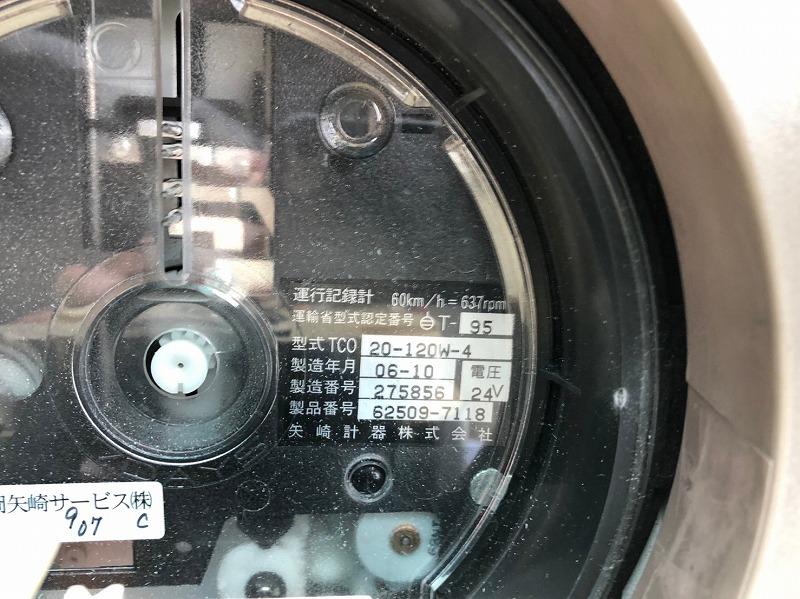 運行記録計 60km/h=637rpm
運輸省型式認定番号 T-95
型式TCO 20-120W-4
製造年月 06-10 電圧
製造番号 275856 24V
製品番号 62509-7118
矢崎計器株式会社
岡矢崎サービス㈱
907 C